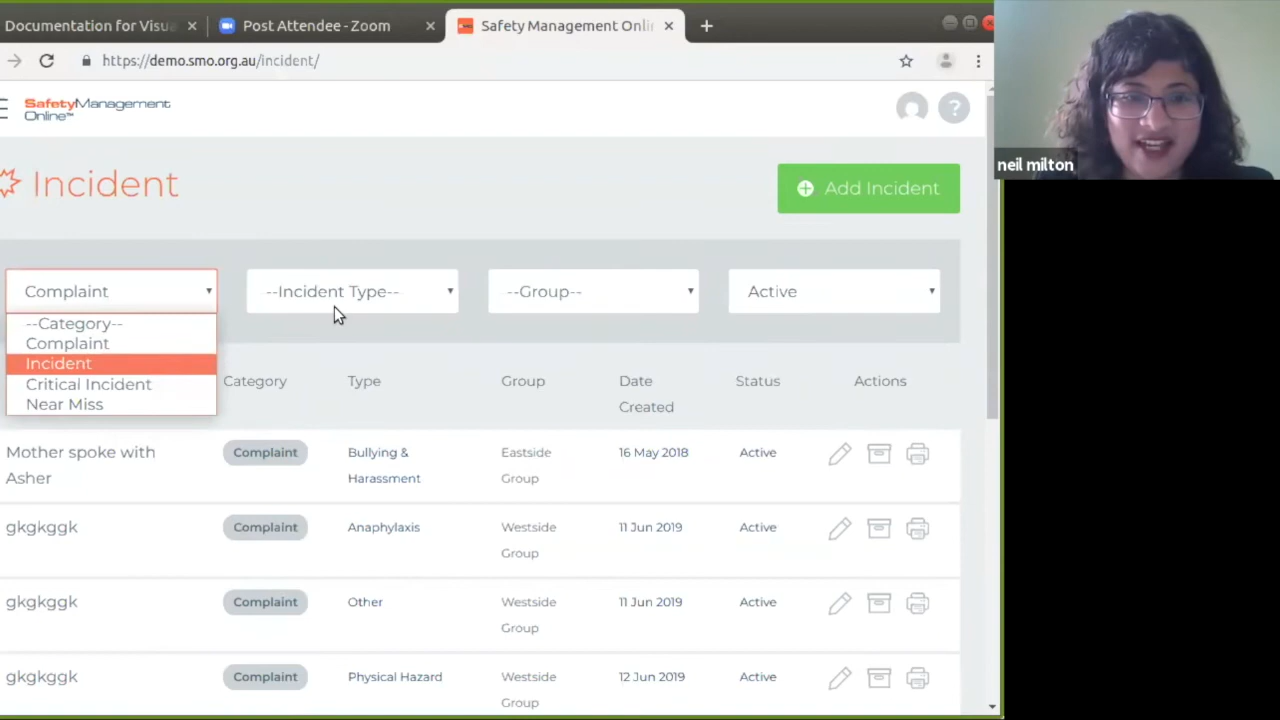 Documentation for Visua
Post Attendee - Zoom
Safety Management Onli
https://demo.smo.org.au/incident/
SafetyManagement
Online™
?
neil milton
Incident
Add Incident
Complaint
--Incident Type--
--Group--
Active
--Category--
Complaint
Incident
Critical Incident
Near Miss
Category
Type
Group
Date
Created
Status
Actions
Mother spoke with
Asher
Complaint
Bullying &
Harassment
Eastside
Group
16 May 2018
Active
gkgkggk
Complaint
Anaphylaxis
Westside
Group
11 Jun 2019
Active
gkgkggk
Complaint
Other
Westside
Group
11 Jun 2019
Active
gkgkggk
Complaint
Physical Hazard
Westside
Group
12 Jun 2019
Active